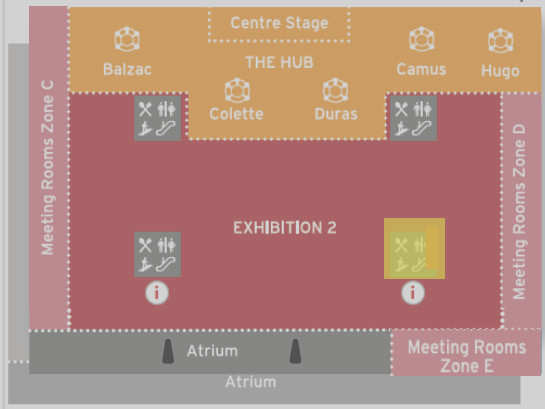 Centre Stage
THE HUB
Balzac
Camus
Hugo
Colette
Duras
Meeting Rooms Zone C
Meeting Rooms Zone D
EXHIBITION 2
i
i
Atrium
Meeting Rooms
Zone E
Atrium